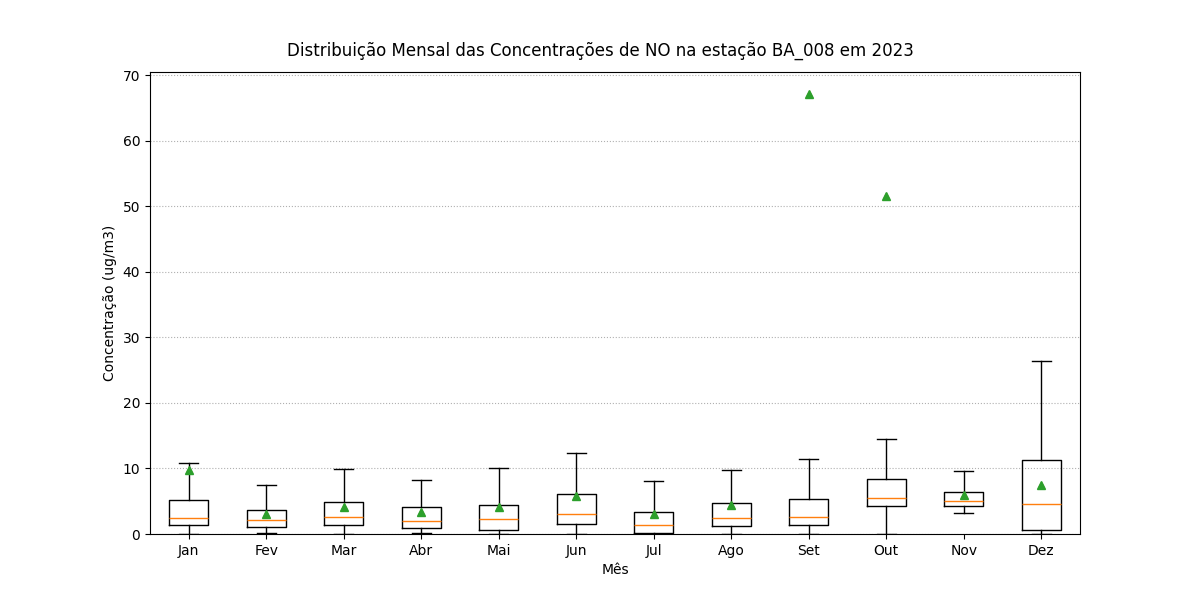 Distribuição Mensal das Concentrações de NO na estação BA_008 em 2023
70
60
50
40
30
20
10
0
Concentração (ug/m3)
Jan Fev Mar Abr Mai Jun Jul Ago Set Out Nov Dez
Mês